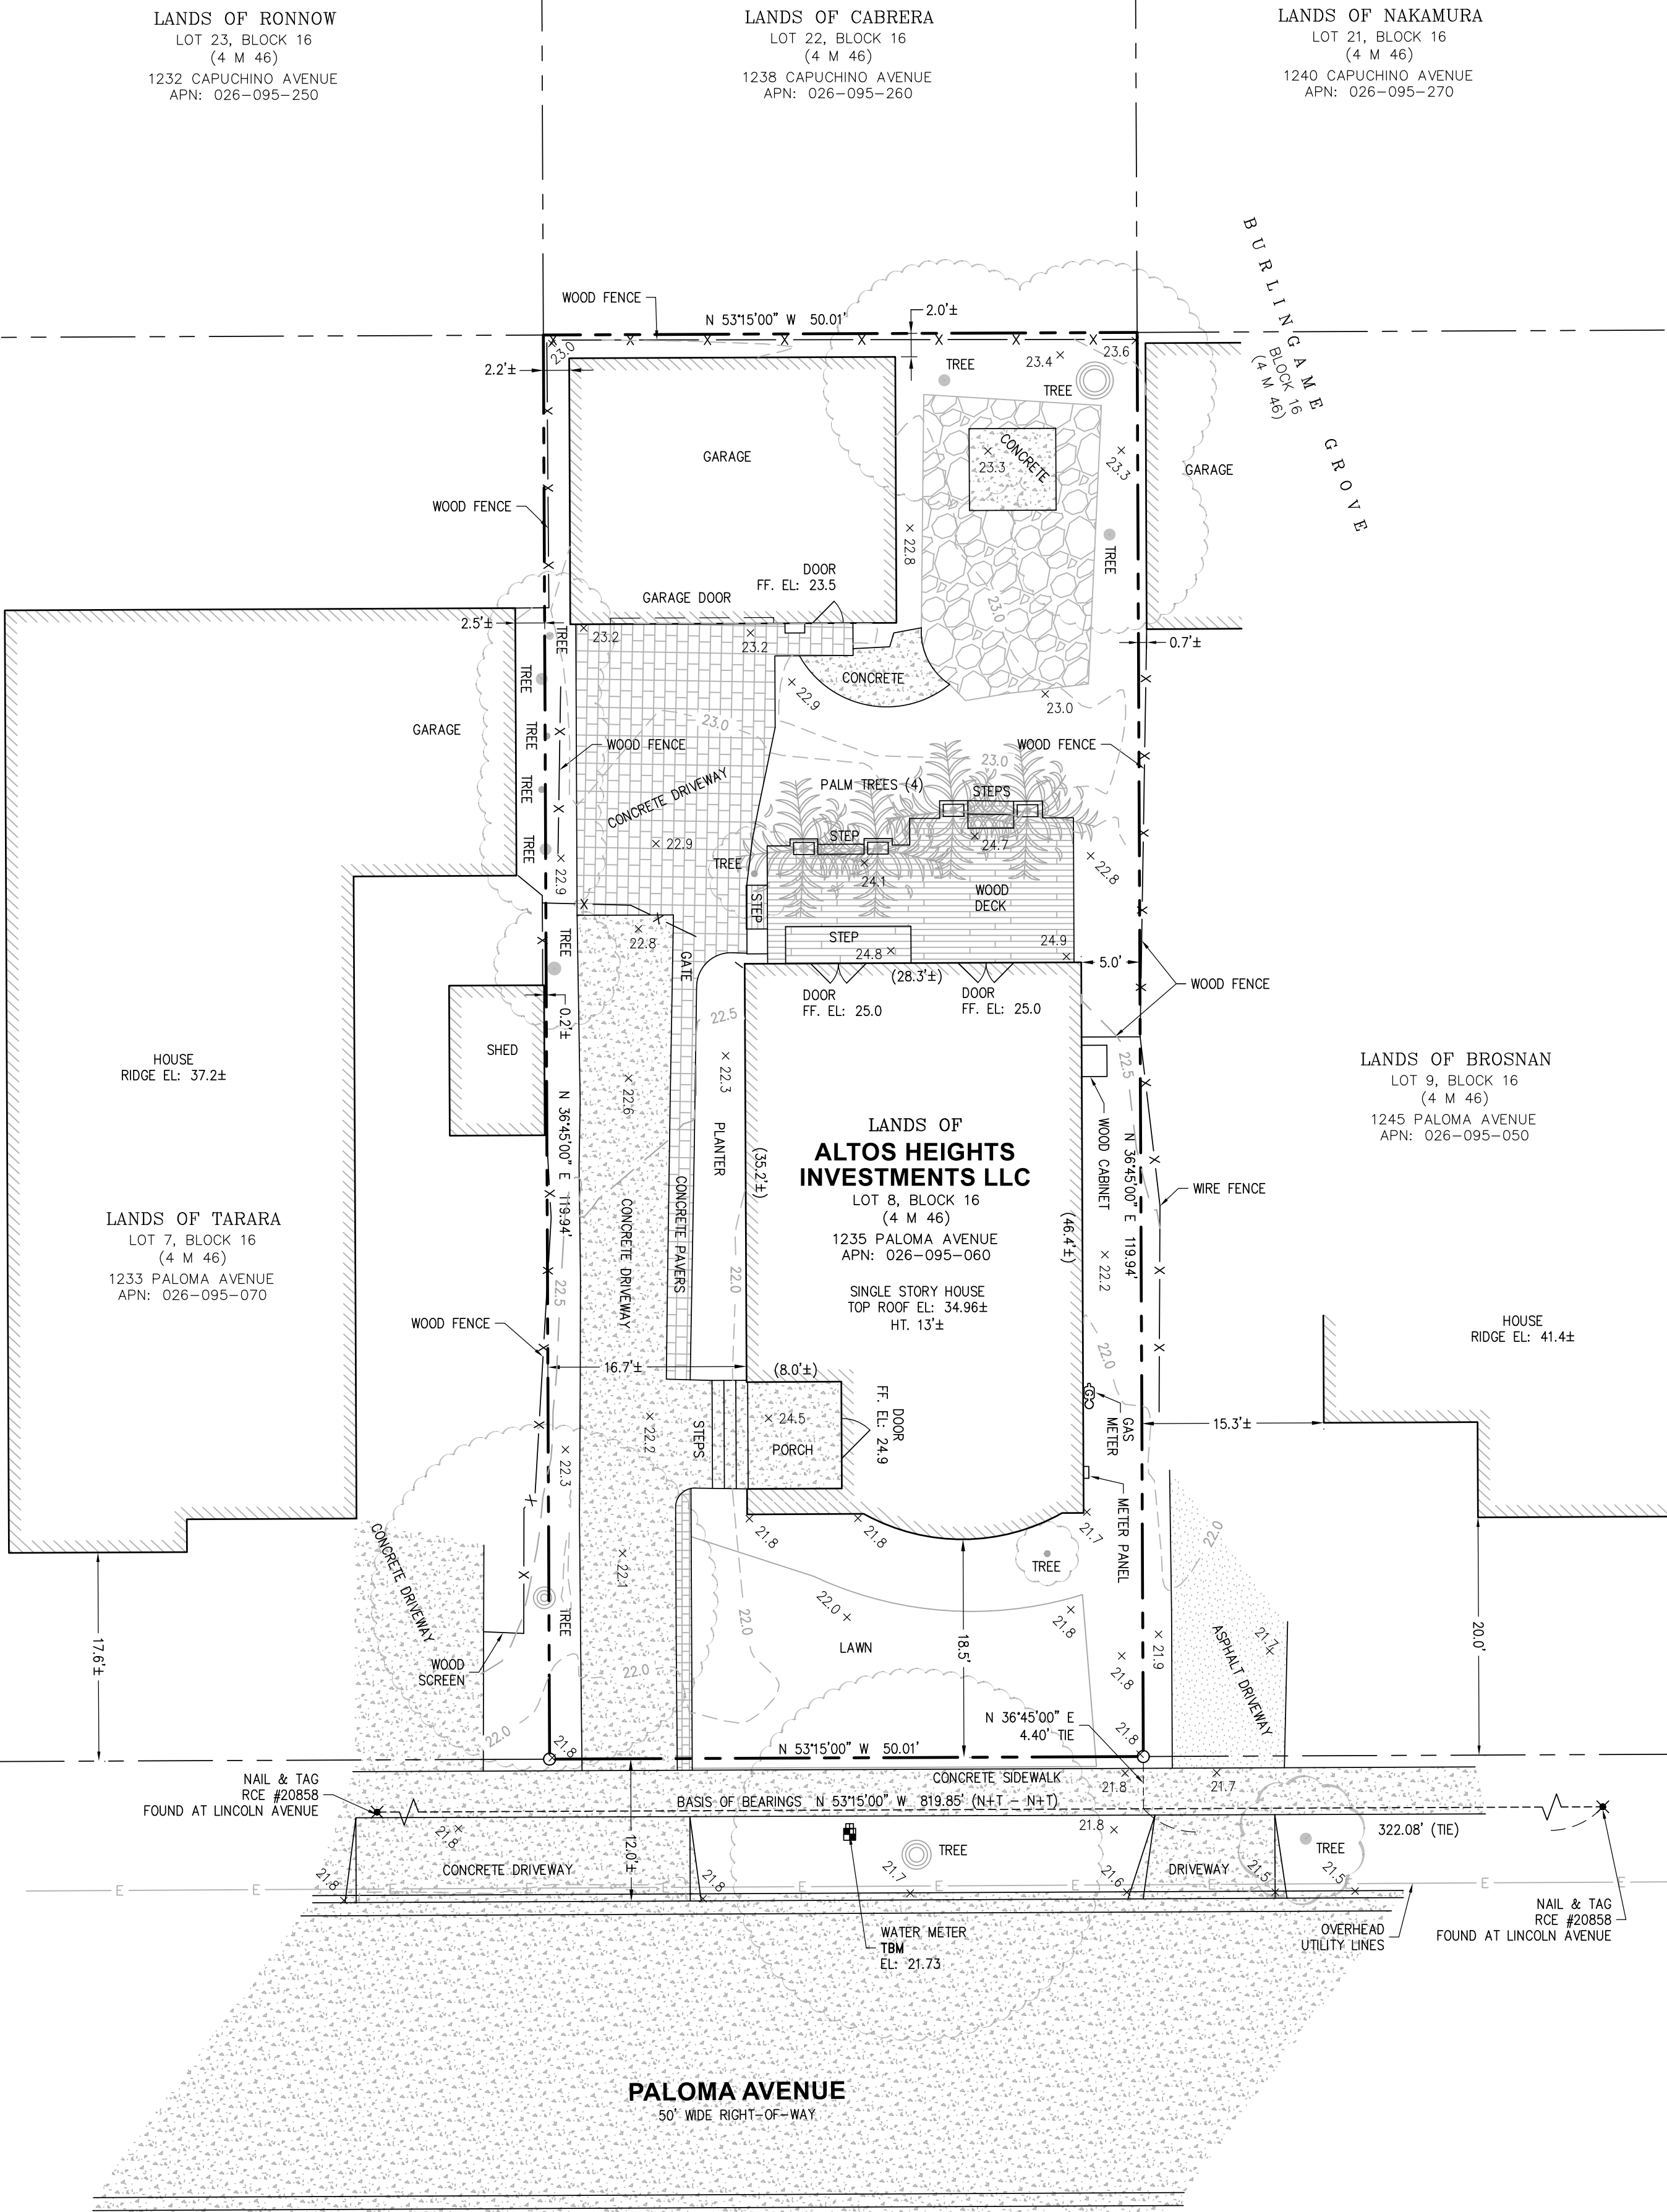 LANDS OF RONNOW
LOT 23, BLOCK 16
(4 M 46)
1232 CAPUCHINO AVENUE
APN: 026-095-250
LANDS OF CABRERA
LOT 22, BLOCK 16
(4 M 46)
1238 CAPUCHINO AVENUE
APN: 026-095-260
LANDS OF NAKAMURA
LOT 21, BLOCK 16
(4 M 46)
1240 CAPUCHINO AVENUE
APN: 026-095-270
BURLINGAME GROVE
BLOCK 16
(4 M 46)
WOOD FENCE
N 53°15'00" W 50.01'
2.0'±
23.0
2.2'±
TREE
23.4
23.6
TREE
GARAGE
CONCRETE
23.3
23.3
GARAGE
WOOD FENCE
22.8
TREE
DOOR
FF. EL: 23.5
GARAGE DOOR
23.0
2.5'±
TREE
23.2
23.2
0.7'±
TREE
CONCRETE
22.9
23.0
GARAGE
TREE
23.0
WOOD FENCE
WOOD FENCE
23.0
TREE
CONCRETE DRIVEWAY
PALM TREES (4)
STEPS
TREE
22.9
STEP
24.7
TREE
22.9
24.1
22.8
WOOD
DECK
STEP
TREE
22.8
STEP
24.8
24.9
GATE
(28.3'±)
5.0'
WOOD FENCE
DOOR
FF. EL: 25.0
DOOR
FF. EL: 25.0
0.2'±
22.5
SHED
HOUSE
RIDGE EL: 37.2±
22.3
22.5
22.6
LANDS OF BROSNAN
LOT 9, BLOCK 16
(4 M 46)
1245 PALOMA AVENUE
APN: 026-095-050
N 36°45'00" E 119.94'
PLANTER
(35.2'±)
LANDS OF
ALTOS HEIGHTS
INVESTMENTS LLC
LOT 8, BLOCK 16
(4 M 46)
1235 PALOMA AVENUE
APN: 026-095-060
SINGLE STORY HOUSE
TOP ROOF EL: 34.96±
HT. 13'±
WOOD CABINET
N 36°45'00" E 119.94'
WIRE FENCE
(46.4'±)
22.2
LANDS OF TARARA
LOT 7, BLOCK 16
(4 M 46)
1233 PALOMA AVENUE
APN: 026-095-070
CONCRETE DRIVEWAY
CONCRETE PAVERS
22.0
22.5
WOOD FENCE
HOUSE
RIDGE EL: 41.4±
22.0
16.7'±
(8.0'±)
G
GAS
METER
15.3'±
22.2
STEPS
24.5
PORCH
DOOR
FF. EL: 24.9
22.3
METER PANEL
21.8
21.8
21.7
22.0
CONCRETE DRIVEWAY
22.1
TREE
TREE
22.0
22.0
21.8
LAWN
18.5'
21.9
21.8
21.7
ASPHALT DRIVEWAY
20.0'
17.6'±
WOOD
SCREEN
22.0
22.0
N 36°45'00" E
4.40' TIE
21.8
21.8
N 53°15'00" W 50.01'
NAIL & TAG
RCE #20858
FOUND AT LINCOLN AVENUE
CONCRETE SIDEWALK
21.8
21.7
BASIS OF BEARINGS N 53°15'00" W 819.85' (N+T - N+T)
322.08' (TIE)
21.8
12.0'±
21.8
TREE
TREE
CONCRETE DRIVEWAY
21.8
21.8
21.7
21.6
DRIVEWAY
21.5
21.5
E E E E E E E E E E E E
WATER METER
TBM
EL: 21.73
OVERHEAD
UTILITY LINES
NAIL & TAG
RCE #20858
FOUND AT LINCOLN AVENUE
PALOMA AVENUE
50' WIDE RIGHT-OF-WAY